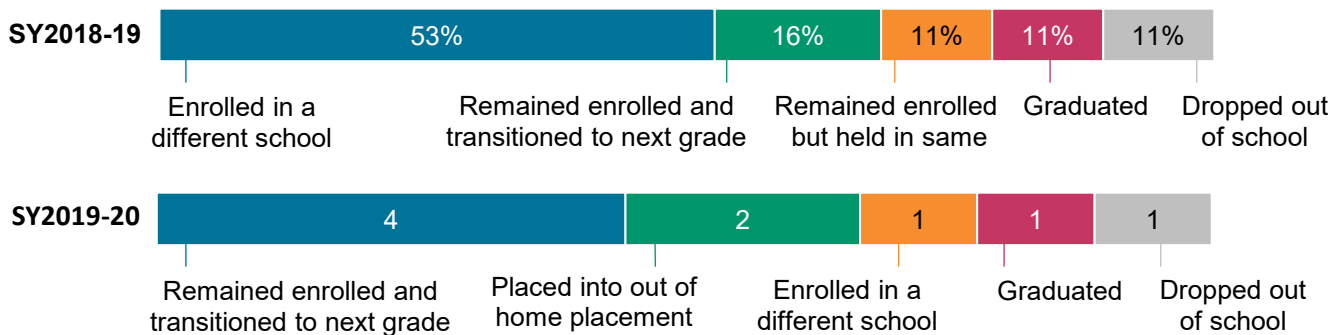 SY2018-19 53% 16% 11% 11% 11%
Enrolled in a Remained enrolled and Remained enrolled Graduated Dropped out
different school transitioned to next grade but held in same of school
SY2019-20 4 2 1 1 1
Remained enrolled and Placed into out of Enrolled in a Graduated Dropped out
transitioned to next grade home placement different school of school